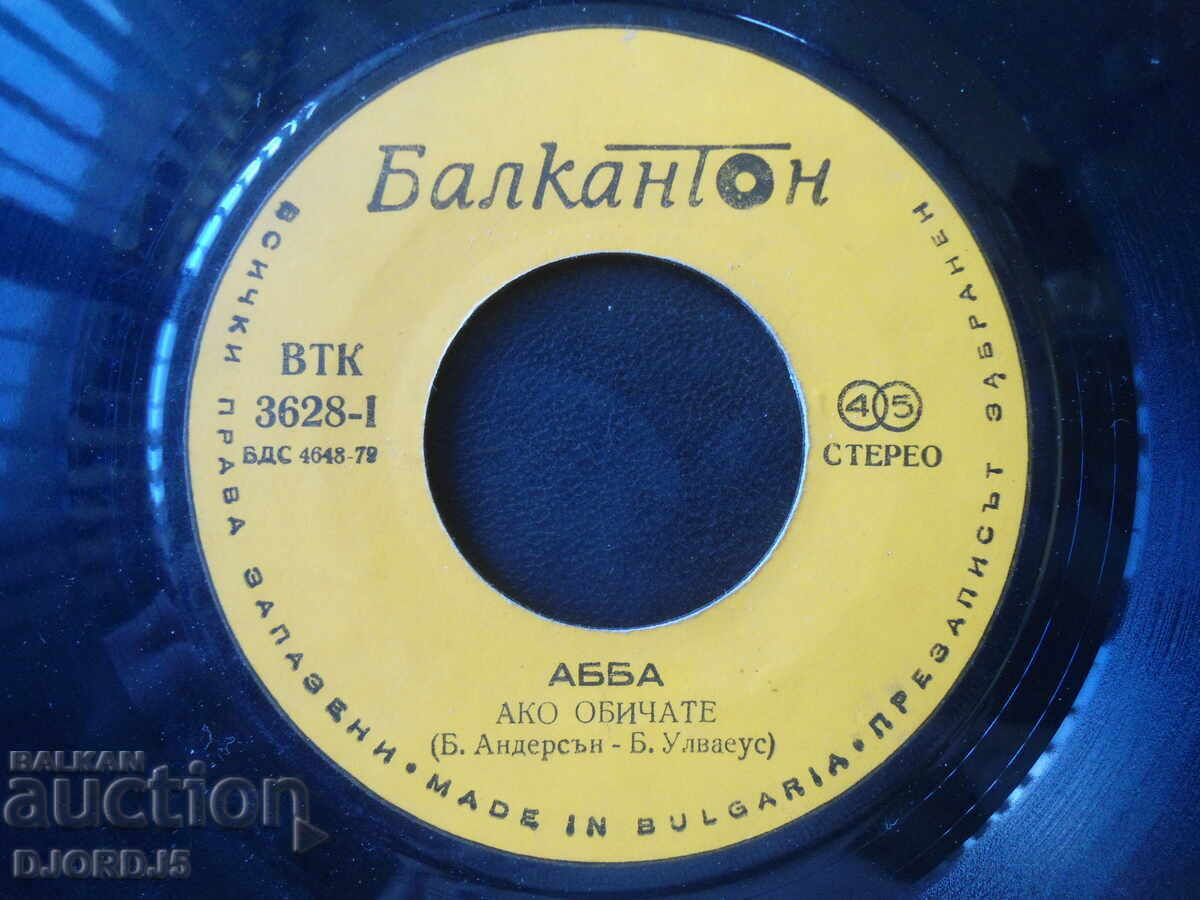 Балкантон
ВТК
3628-1
БДС 4648-79
45
СТЕРЕО
АББА
АКО ОБИЧАТЕ
(Б. Андерсън - Б. Улваеус)
ВСИЧКИ ПРАВА ЗАПАЗЕНИ • MADE IN BULGARIA • ПРЕЗАПИСЪТ ЗАБРАНЕН
BALKAN
auction
DJORDJ5